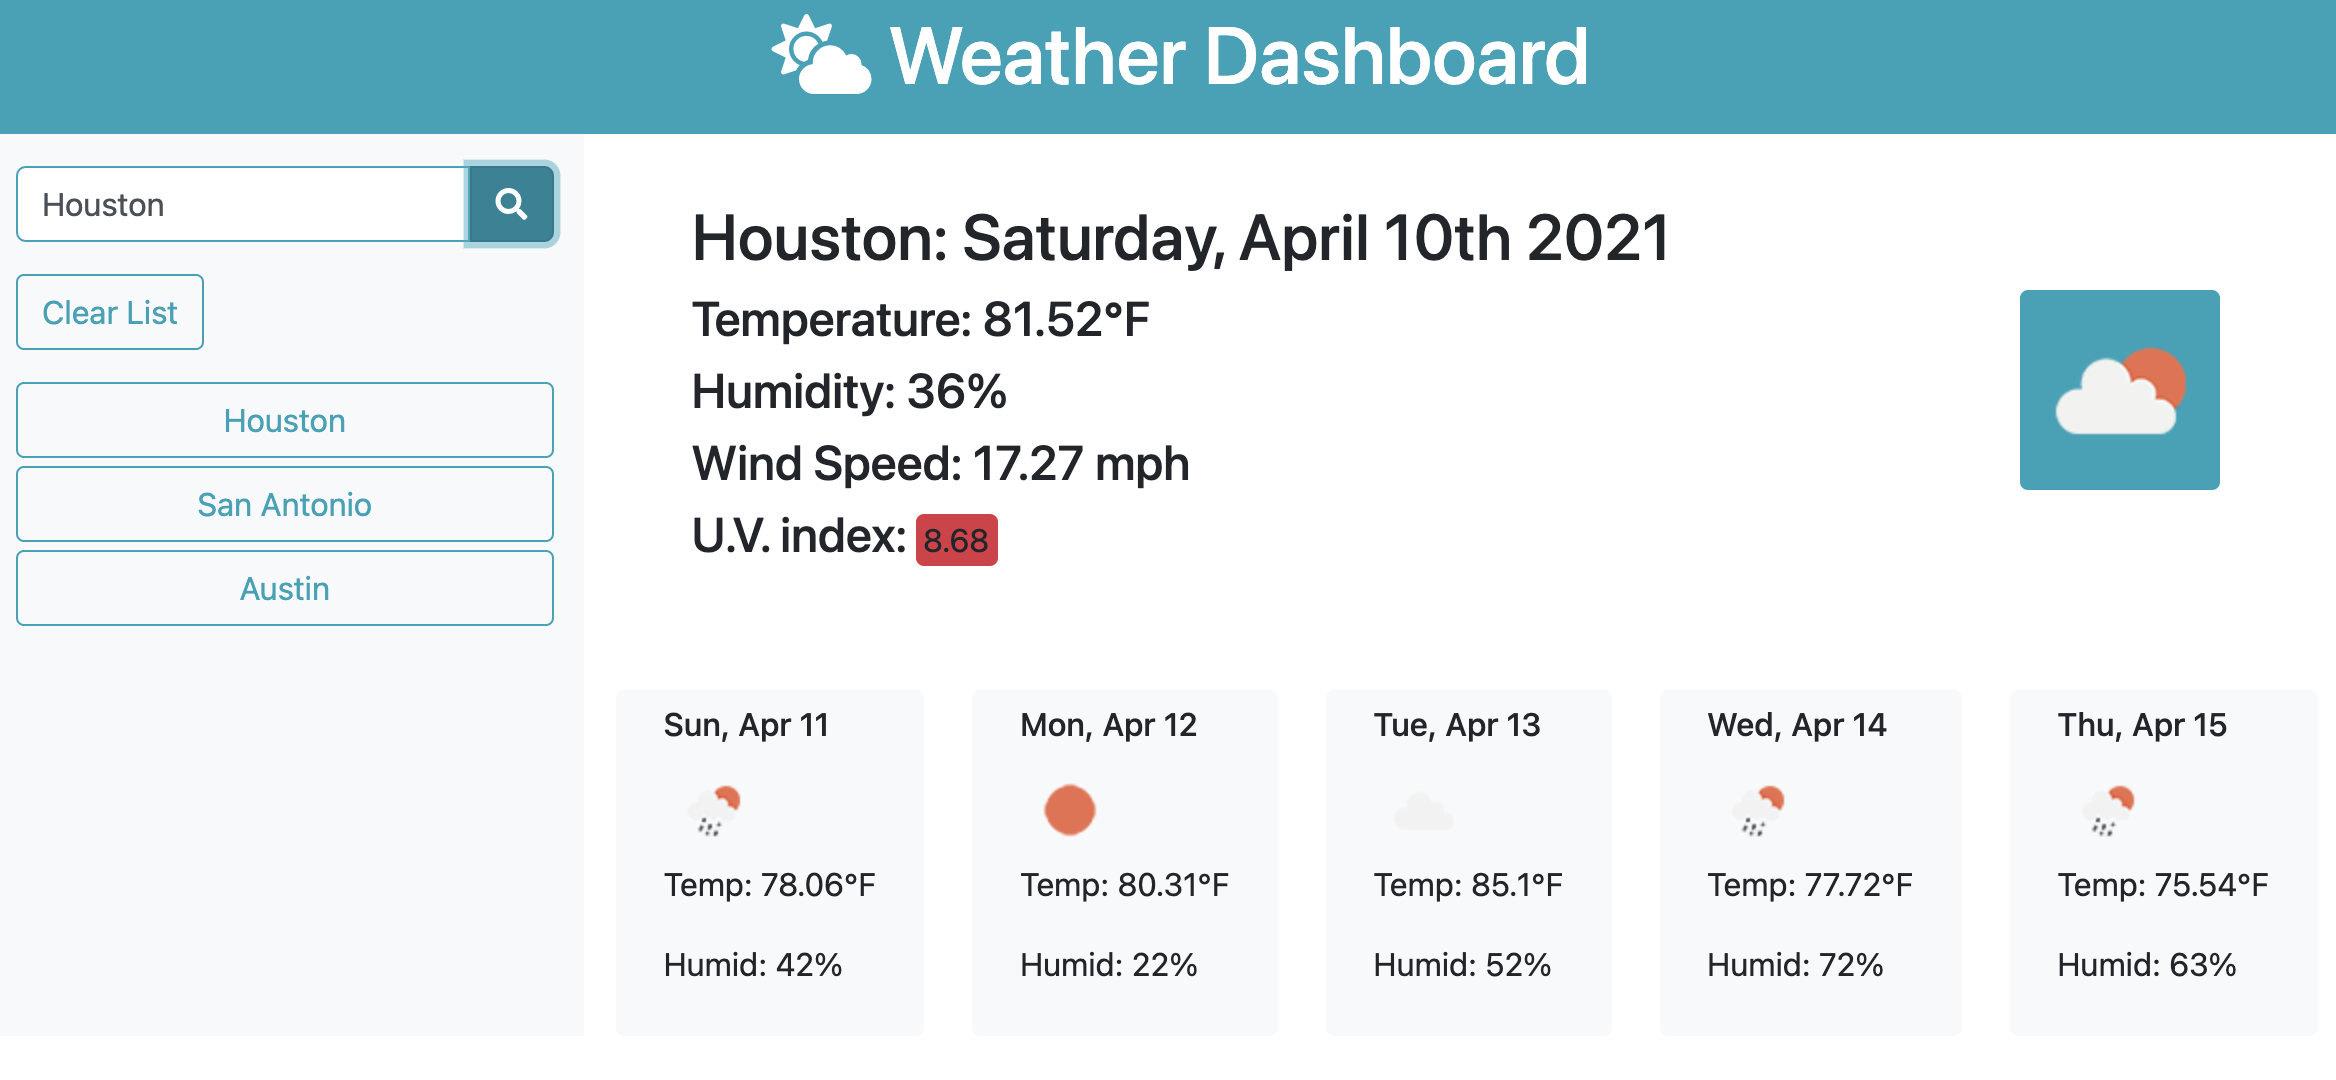 Weather Dashboard
Houston
Clear List
Houston
San Antonio
Austin
Houston: Saturday, April 10th 2021
Temperature: 81.52°F
Humidity: 36%
Wind Speed: 17.27 mph
U.V. index: 8.68
Sun, Apr 11
Temp: 78.06°F
Humid: 42%
Mon, Apr 12
Temp: 80.31°F
Humid: 22%
Tue, Apr 13
Temp: 85.1°F
Humid: 52%
Wed, Apr 14
Temp: 77.72°F
Humid: 72%
Thu, Apr 15
Temp: 75.54°F
Humid: 63%